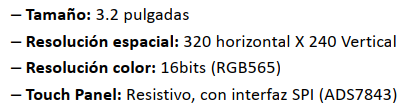 – Tamaño: 3.2 pulgadas
– Resolución espacial: 320 horizontal X 240 Vertical
– Resolución color: 16bits (RGB565)
– Touch Panel: Resistivo, con interfaz SPI (ADS7843)